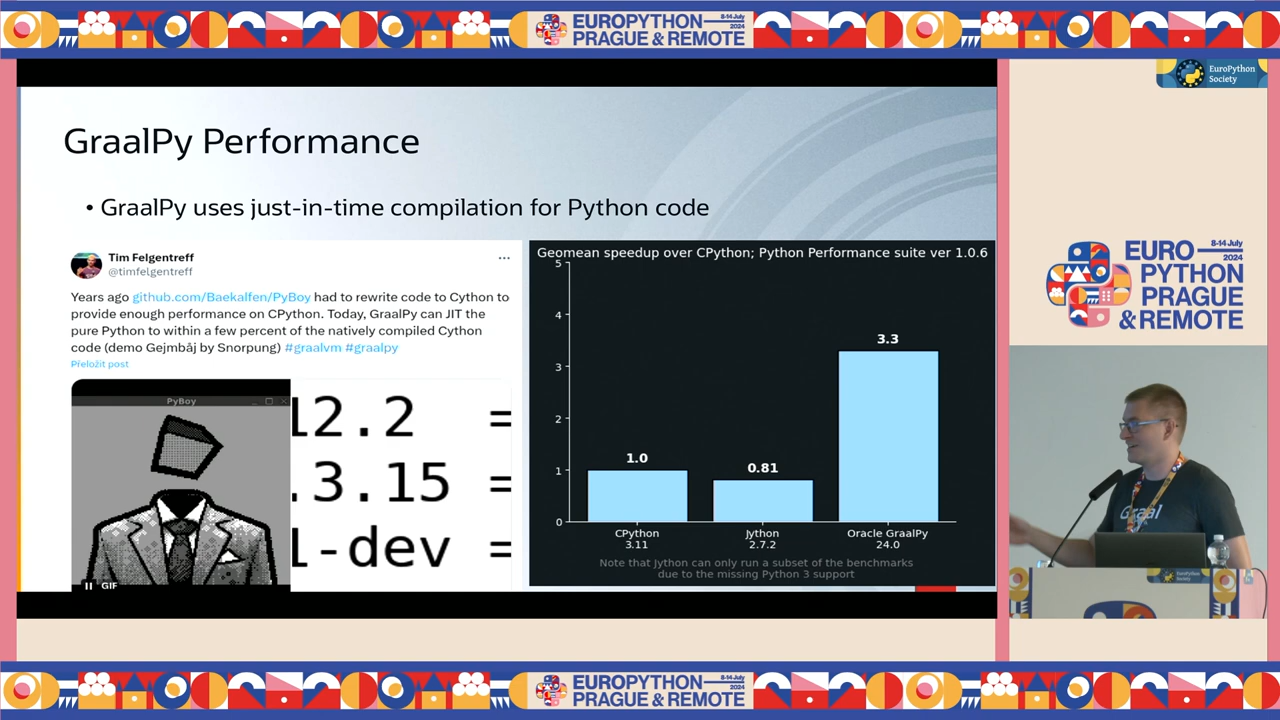 EUROPYTHON
PRAGUE & REMOTE
8-14 July
2024
EuroPython
Society
GraalPy Performance
• GraalPy uses just-in-time compilation for Python code
Tim Felgentreff
@timfelgentreff
...
Years ago github.com/Baekalfen/PyBoy had to rewrite code to Cython to
provide enough performance on CPython. Today, GraalPy can JIT the
pure Python to within a few percent of the natively compiled Cython
code (demo Gejmbåj by Snorpung) #graalvm #graalpy
Přeložit post
PyBoy
12.2 =
.3.15 =
l-dev =
GIF
Geomean speedup over CPython; Python Performance suite ver 1.0.6
5
4
3
2
1
0
1.0
0.81
3.3
CPython
3.11
Jython
2.7.2
Oracle GraalPy
24.0
Note that Jython can only run a subset of the benchmarks
due to the missing Python 3 support
EURO
8-14 July
2024
PYTHON
PRAGUE
& REMOTE
Graal
EuroPython
Society
EUROPYTHON
PRAGUE & REMOTE
8-14 July
2024